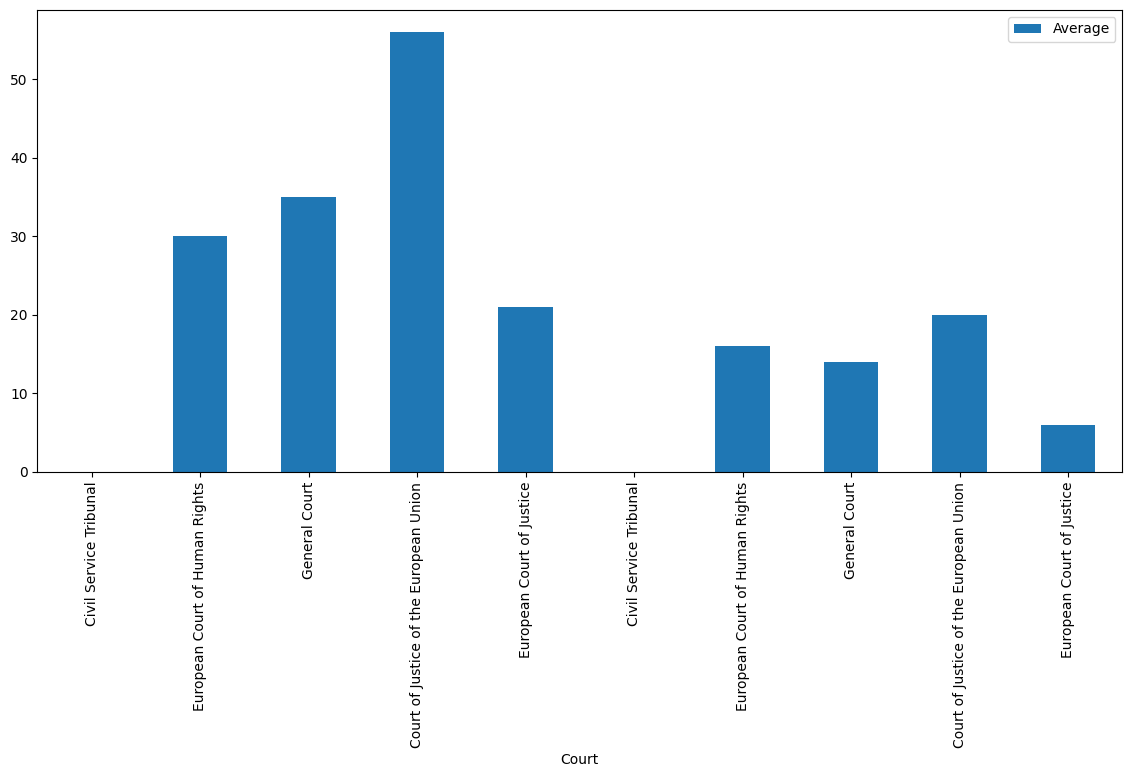 Average
50
40
30
20
10
0
Civil Service Tribunal
European Court of Human Rights
General Court
Court of Justice of the European Union
European Court of Justice
Civil Service Tribunal
European Court of Human Rights
General Court
Court of Justice of the European Union
European Court of Justice
Court